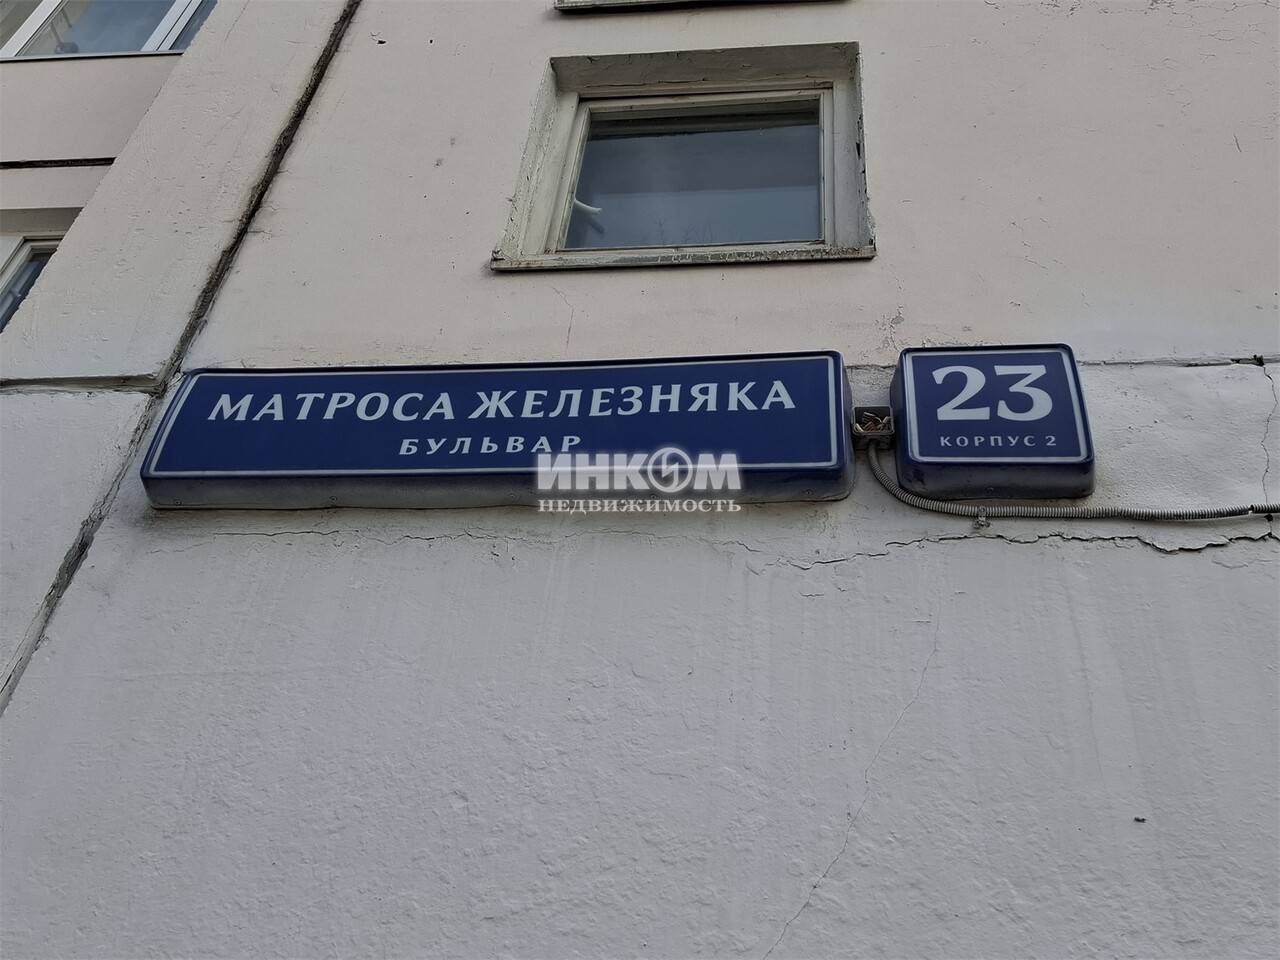 МАТРОСА ЖЕЛЕЗНЯКА
БУЛЬВАР
23
КОРПУС 2
ИНКОМ
НЕДВИЖИМОСТЬ